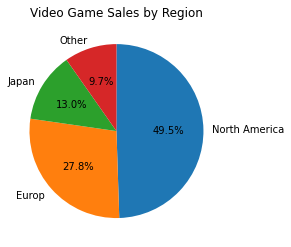 Video Game Sales by Region
Other
Japan
9.7%
13.0%
49.5%
North America
27.8%
Europ